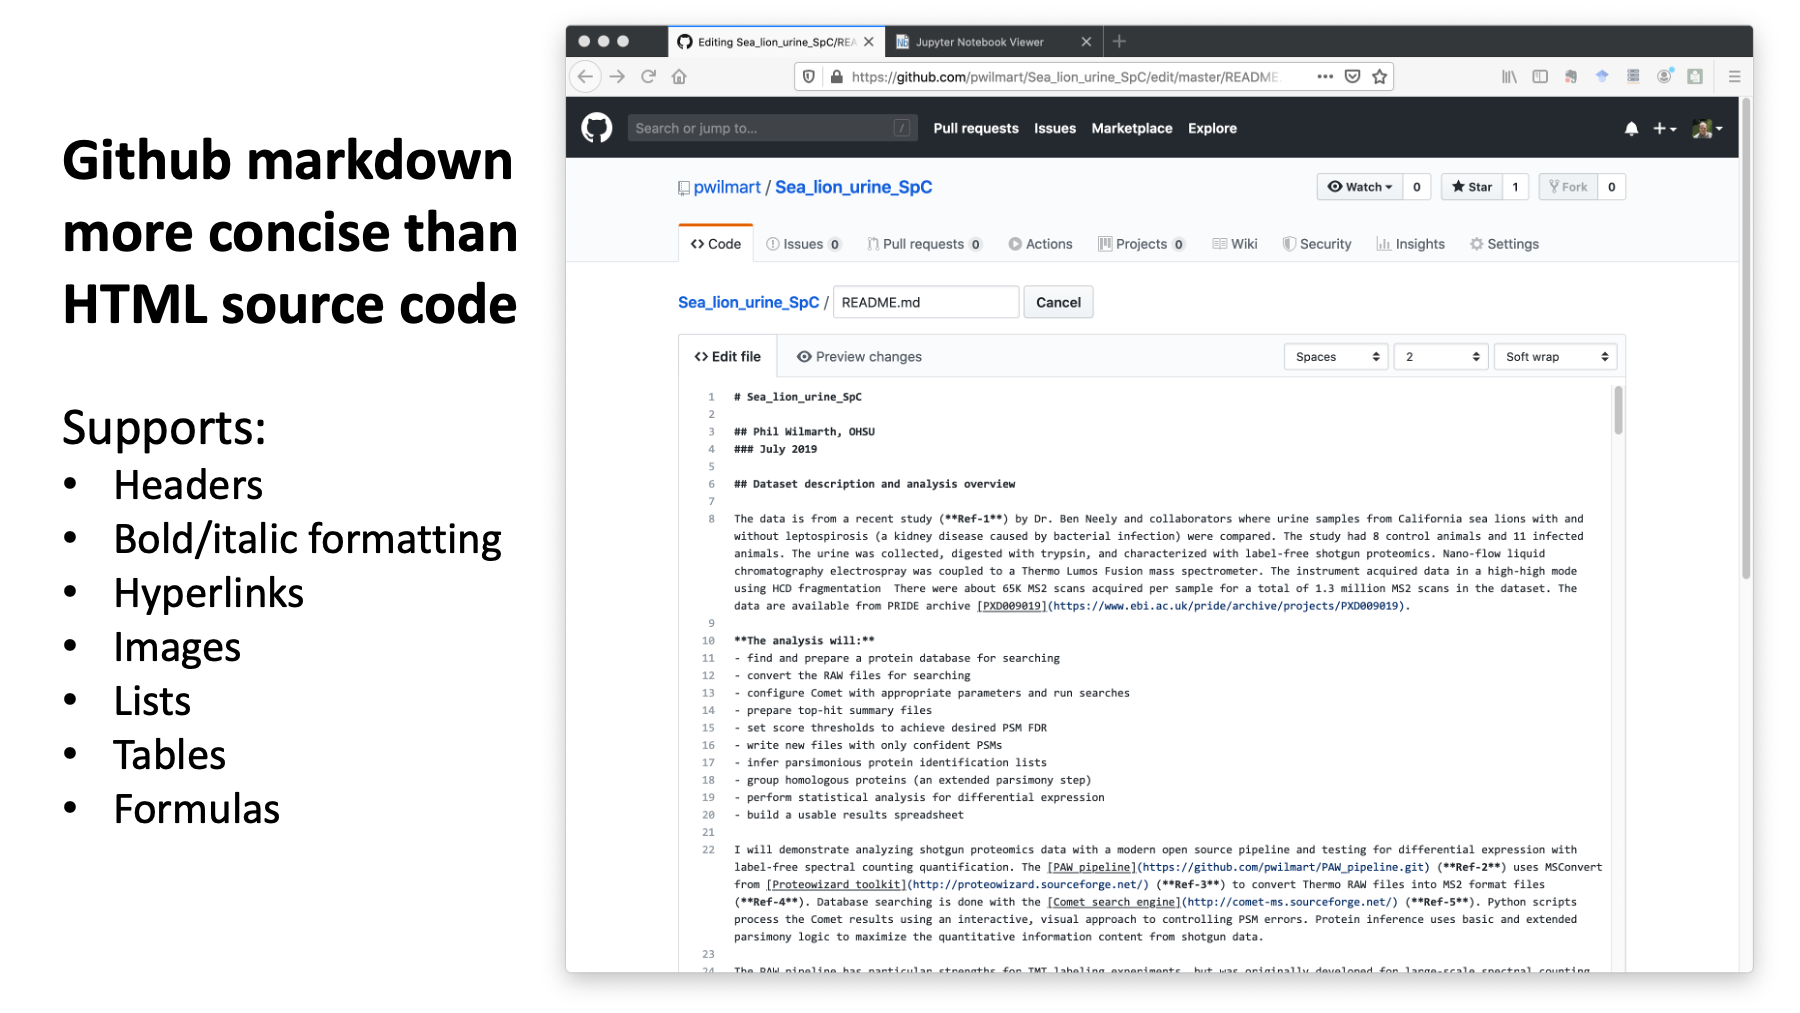 Github markdown
more concise than
HTML source code
Supports:
• Headers
• Bold/italic formatting
• Hyperlinks
• Images
• Lists
• Tables
• Formulas
Editing Sea_lion_urine_SpC/REA
Jupyter Notebook Viewer
https://github.com/pwilmart/Sea_lion_urine_SpC/edit/master/README.
Search or jump to... /
Pull requests Issues Marketplace Explore
pwilmart / Sea_lion_urine_SpC
Watch 0 Star 1 Fork 0
Code Issues 0 Pull requests 0 Actions Projects 0 Wiki Security Insights Settings
Sea_lion_urine_SpC / README.md Cancel
<> Edit file Preview changes Spaces 2 Soft wrap
1 # Sea_lion_urine_SpC
2
3 ## Phil Wilmarth, OHSU
4 ### July 2019
5
6 ## Dataset description and analysis overview
7
8 The data is from a recent study (**Ref-1**) by Dr. Ben Neely and collaborators where urine samples from California sea lions with and
without leptospirosis (a kidney disease caused by bacterial infection) were compared. The study had 8 control animals and 11 infected
animals. The urine was collected, digested with trypsin, and characterized with label-free shotgun proteomics. Nano-flow liquid
chromatography electrospray was coupled to a Thermo Lumos Fusion mass spectrometer. The instrument acquired data in a high-high mode
using HCD fragmentation  There were about 65K MS2 scans acquired per sample for a total of 1.3 million MS2 scans in the dataset. The
data are available from PRIDE archive [PXD009019](https://www.ebi.ac.uk/pride/archive/projects/PXD009019).
9
10 **The analysis will:**
11 - find and prepare a protein database for searching
12 - convert the RAW files for searching
13 - configure Comet with appropriate parameters and run searches
14 - prepare top-hit summary files
15 - set score thresholds to achieve desired PSM FDR
16 - write new files with only confident PSMs
17 - infer parsimonious protein identification lists
18 - group homologous proteins (an extended parsimony step)
19 - perform statistical analysis for differential expression
20 - build a usable results spreadsheet
21
22 I will demonstrate analyzing shotgun proteomics data with a modern open source pipeline and testing for differential expression with
label-free spectral counting quantification. The [PAW pipeline](https://github.com/pwilmart/PAW_pipeline.git) (**Ref-2**) uses MSConvert
from [Proteowizard toolkit](http://proteowizard.sourceforge.net/) (**Ref-3**) to convert Thermo RAW files into MS2 format files
(**Ref-4**). Database searching is done with the [Comet search engine](http://comet-ms.sourceforge.net/) (**Ref-5**). Python scripts
process the Comet results using an interactive, visual approach to controlling PSM errors. Protein inference uses basic and extended
parsimony logic to maximize the quantitative information content from shotgun data.
23
24 The PAW pipeline has particular strengths for TMT labeling experiments, but was originally developed for large-scale spectral counting